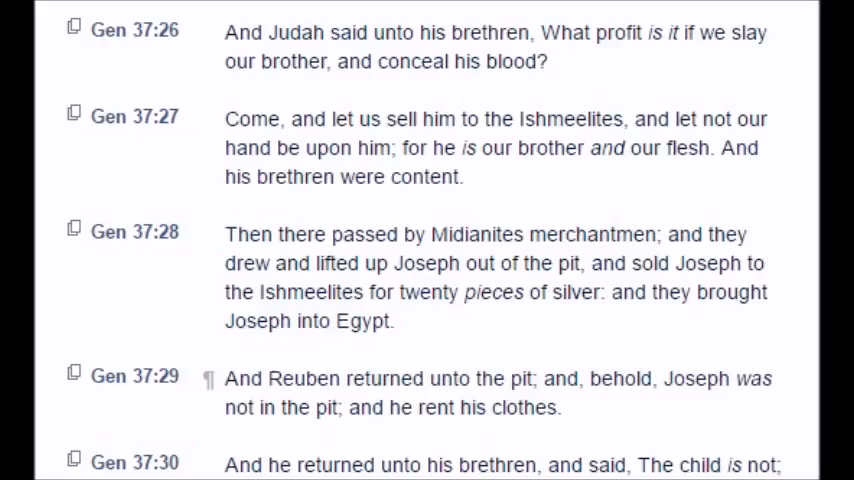 Gen 37:26 And Judah said unto his brethren, What profit is it if we slay
our brother, and conceal his blood?
Gen 37:27 Come, and let us sell him to the Ishmeelites, and let not our
hand be upon him; for he is our brother and our flesh. And
his brethren were content.
Gen 37:28 Then there passed by Midianites merchantmen; and they
drew and lifted up Joseph out of the pit, and sold Joseph to
the Ishmeelites for twenty pieces of silver: and they brought
Joseph into Egypt.
Gen 37:29 ¶ And Reuben returned unto the pit; and, behold, Joseph was
not in the pit; and he rent his clothes.
Gen 37:30 And he returned unto his brethren, and said, The child is not;